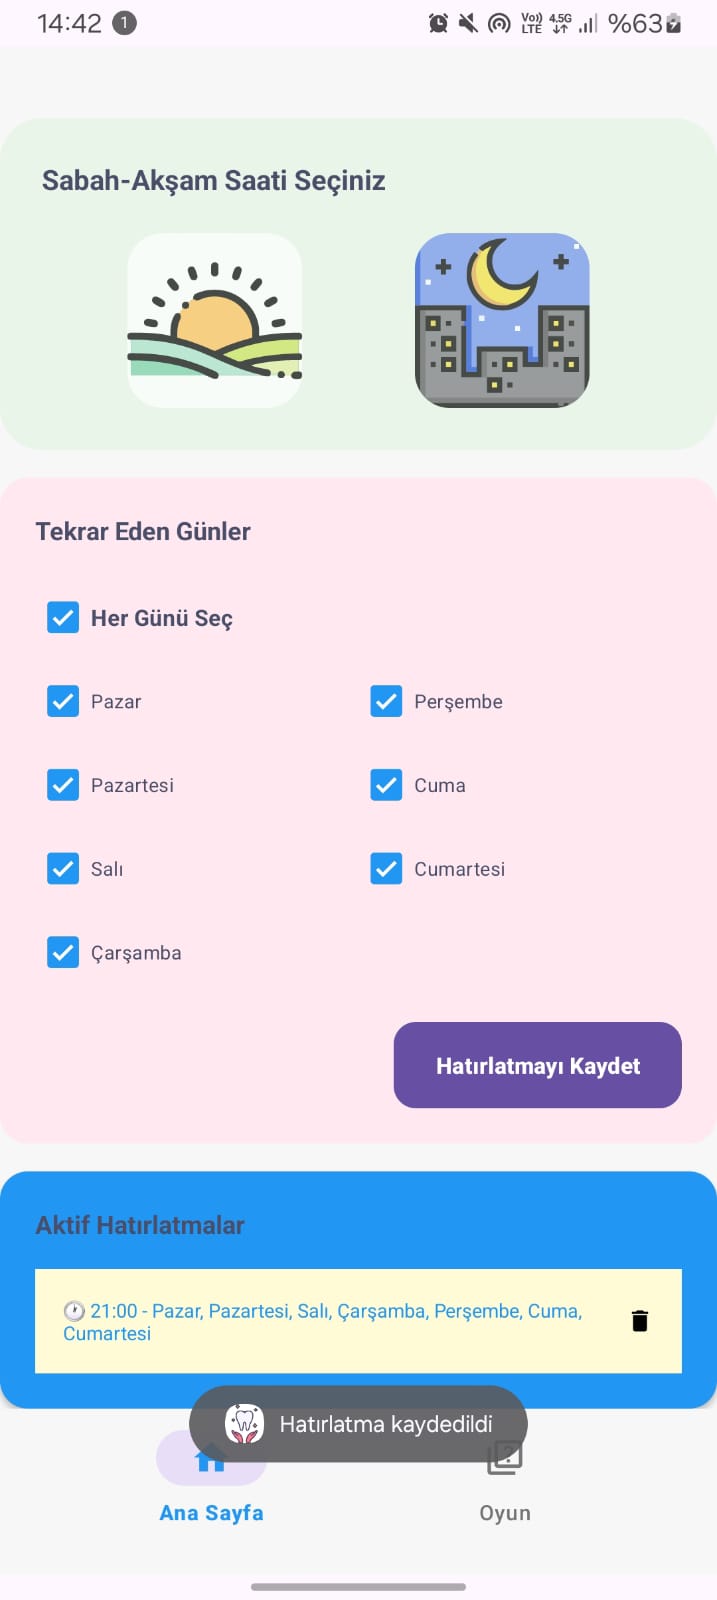 14:42 1 Vo)) LTE 4.5G %63
Sabah-Akşam Saati Seçiniz
Tekrar Eden Günler
Her Günü Seç
Pazar
Perşembe
Pazartesi
Cuma
Salı
Cumartesi
Çarşamba
Hatırlatmayı Kaydet
Aktif Hatırlatmalar
21:00 - Pazar, Pazartesi, Salı, Çarşamba, Perşembe, Cuma,
Cumartesi
Hatırlatma kaydedildi
Ana Sayfa
Oyun